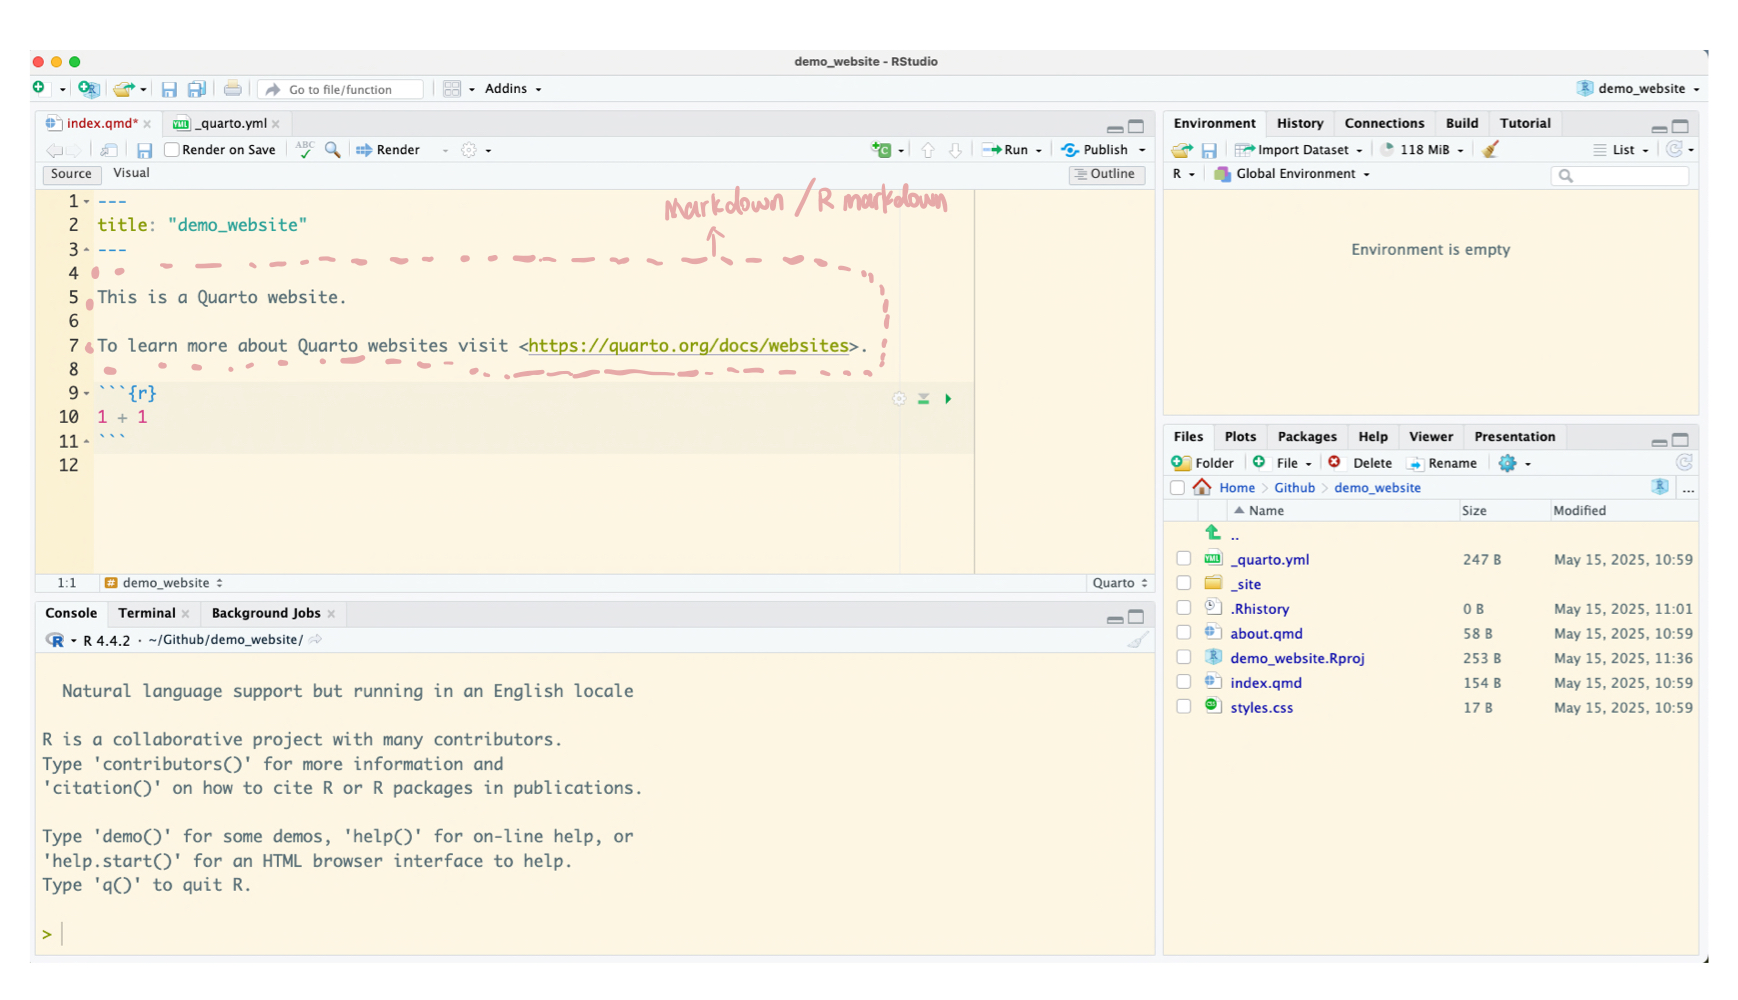 demo_website - RStudio
Go to file/function Addins demo_website
index.qmd* × _quarto.yml ×
Render on Save ABC Render Run Publish
Source Visual Outline
1 ---
2 title: "demo_website"
3 ---
4
5 This is a Quarto website.
6
7 To learn more about Quarto websites visit <https://quarto.org/docs/websites>.
8
9 ```{r}
10 1 + 1
11 ```
12
Markdown / R markdown
1:1 # demo_website Quarto
Console Terminal × Background Jobs ×
R 4.4.2 · ~/Github/demo_website/
Natural language support but running in an English locale
R is a collaborative project with many contributors.
Type 'contributors()' for more information and
'citation()' on how to cite R or R packages in publications.
Type 'demo()' for some demos, 'help()' for on-line help, or
'help.start()' for an HTML browser interface to help.
Type 'q()' to quit R.
>
Environment History Connections Build Tutorial
Import Dataset 118 MiB List
R Global Environment
Environment is empty
Files Plots Packages Help Viewer Presentation
Folder File Delete Rename
Home > Github > demo_website ...
Name Size Modified
..
_quarto.yml 247 B May 15, 2025, 10:59
_site
.Rhistory 0 B May 15, 2025, 11:01
about.qmd 58 B May 15, 2025, 10:59
demo_website.Rproj 253 B May 15, 2025, 11:36
index.qmd 154 B May 15, 2025, 10:59
styles.css 17 B May 15, 2025, 10:59